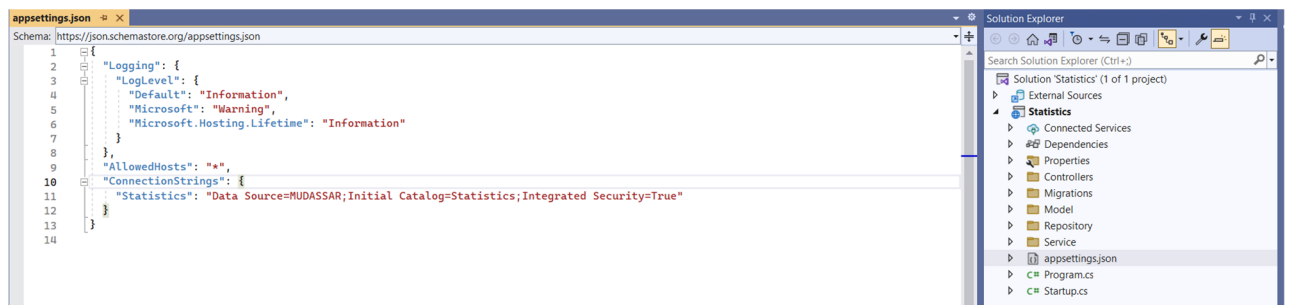 appsettings.json
Schema: https://json.schemastore.org/appsettings.json
1 {
2 "Logging": {
3 "LogLevel": {
4 "Default": "Information",
5 "Microsoft": "Warning",
6 "Microsoft.Hosting.Lifetime": "Information"
7 }
8 },
9 "AllowedHosts": "*",
10 "ConnectionStrings": {
11 "Statistics": "Data Source=MUDASSAR;Initial Catalog=Statistics;Integrated Security=True"
12 }
13 }
14
Solution Explorer
Search Solution Explorer (Ctrl+;)
Solution 'Statistics' (1 of 1 project)
External Sources
Statistics
Connected Services
Dependencies
Properties
Controllers
Migrations
Model
Repository
Service
appsettings.json
C# Program.cs
C# Startup.cs